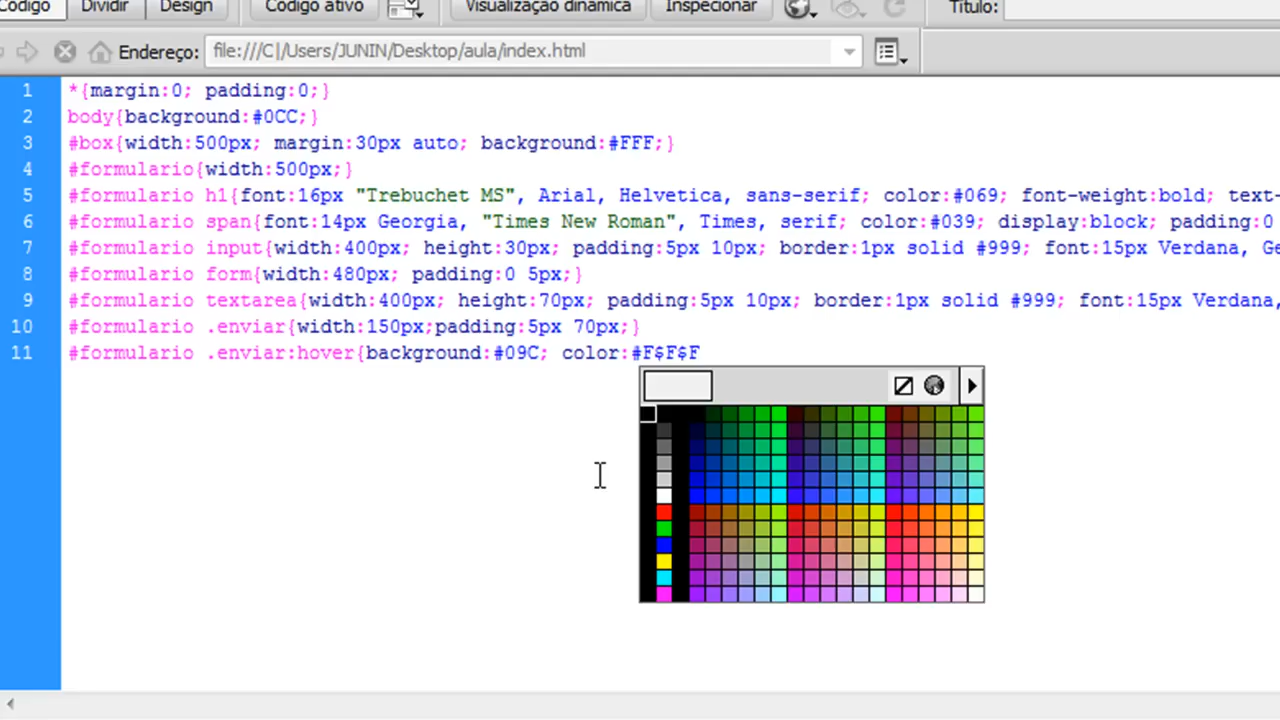 Código Dividir Design Código ativo Visualização dinâmica Inspecionar Título:
Endereço: file:///C|/Users/JUNIN/Desktop/aula/index.html
1 *{margin:0; padding:0;}
2 body{background:#0CC;}
3 #box{width:500px; margin:30px auto; background:#FFF;}
4 #formulario{width:500px;}
5 #formulario h1{font:16px "Trebuchet MS", Arial, Helvetica, sans-serif; color:#069; font-weight:bold; text-
6 #formulario span{font:14px Georgia, "Times New Roman", Times, serif; color:#039; display:block; padding:0
7 #formulario input{width:400px; height:30px; padding:5px 10px; border:1px solid #999; font:15px Verdana, Ge
8 #formulario form{width:480px; padding:0 5px;}
9 #formulario textarea{width:400px; height:70px; padding:5px 10px; border:1px solid #999; font:15px Verdana,
10 #formulario .enviar{width:150px;padding:5px 70px;}
11 #formulario .enviar:hover{background:#09C; color:#F$F$F